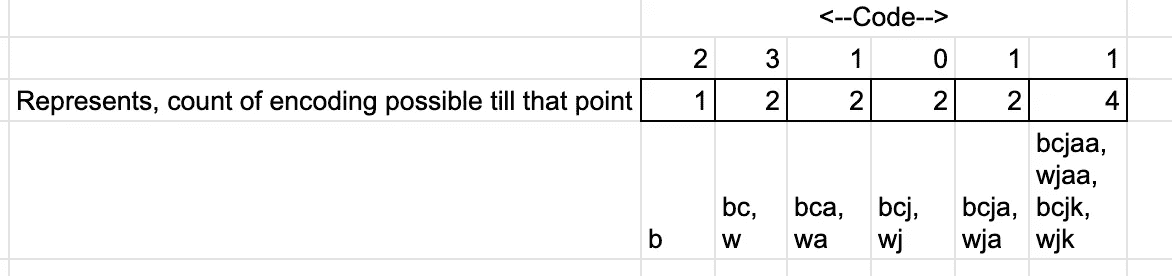 <--Code-->
2 3 1 0 1 1
Represents, count of encoding possible till that point 1 2 2 2 2 4
b
bc,
w
bca,
wa
bcj,
wj
bcja,
wja
bcjaa,
wjaa,
bcjk,
wjk